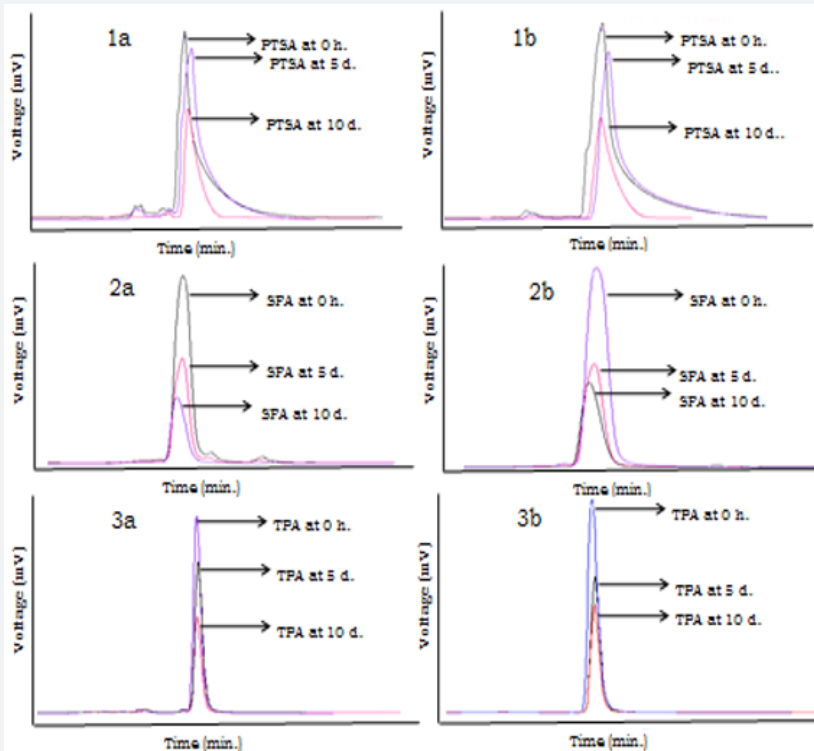 1a
PTSA at 0 h.
PTSA at 5 d.
PTSA at 10 d.
Voltage (mV)
Time (min.)
1b
PTSA at 0 h.
PTSA at 5 d..
PTSA at 10 d..
Voltage (mV)
Time (min.)
2a
SFA at 0 h.
SFA at 5 d.
SFA at 10 d.
Voltage (mV)
Time (min.)
2b
SFA at 0 h.
SFA at 5 d.
SFA at 10 d.
Voltage (mV)
Time (min.)
3a
TPA at 0 h.
TPA at 5 d.
TPA at 10 d.
Voltage (mV)
Time (min.)
3b
TPA at 0 h.
TPA at 5 d.
TPA at 10 d.
Voltage (mV)
Time (min.)